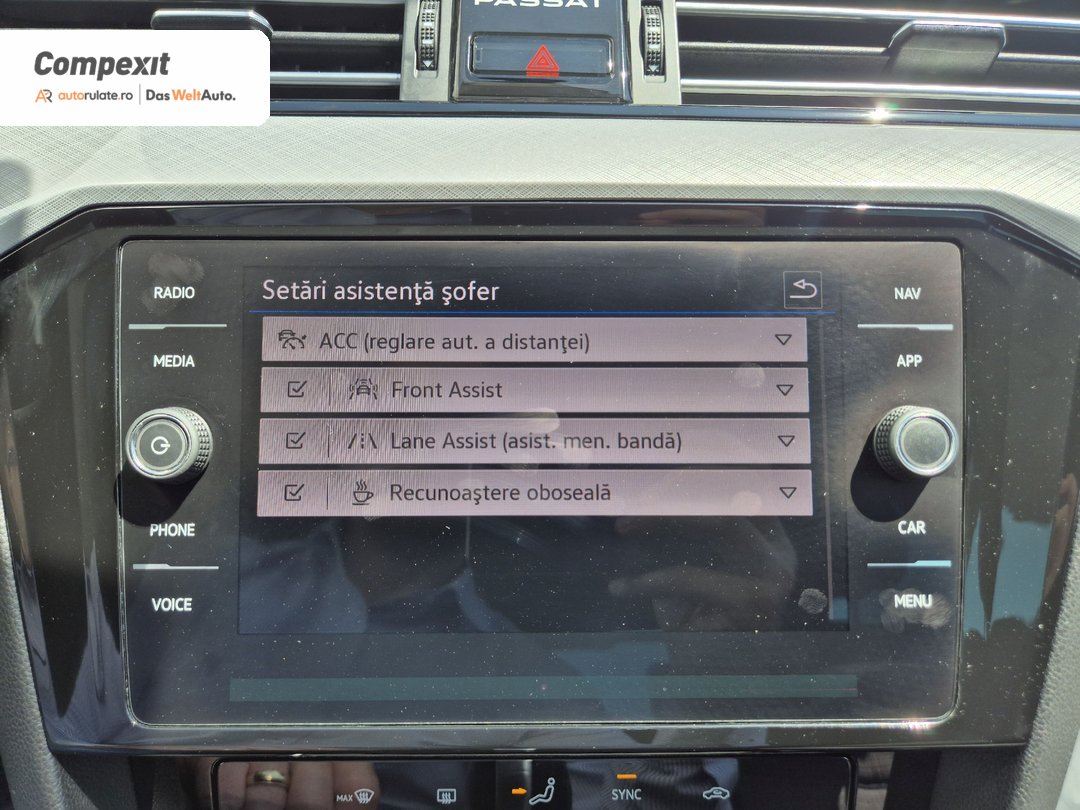 PASSAT
Compexit
AR autorulate.ro | Das WeltAuto.
Setări asistenţă şofer
RADIO
NAV
ACC (reglare aut. a distanţei)
MEDIA
APP
Front Assist
Lane Assist (asist. men. bandă)
Recunoaştere oboseală
PHONE
CAR
VOICE
MENU
MAX
SYNC